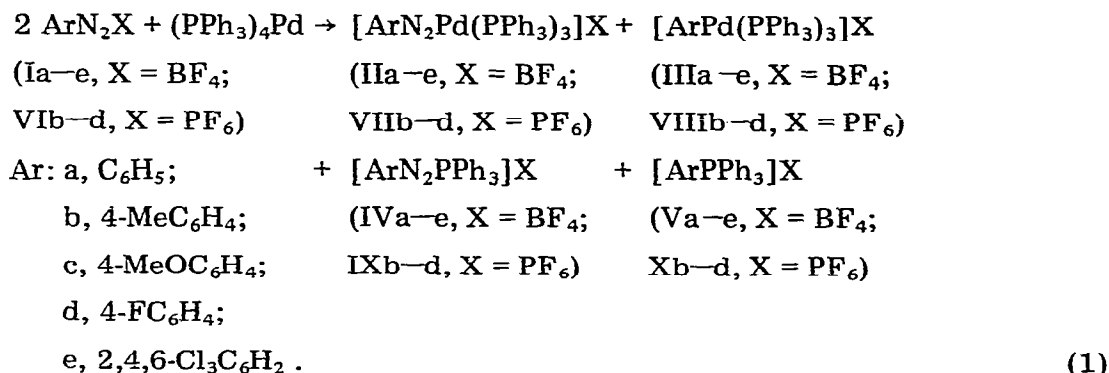 2 ArN₂X + (PPh₃)₄Pd → [ArN₂Pd(PPh₃)₃]X + [ArPd(PPh₃)₃]X
(Ia—e, X = BF₄; (IIa—e, X = BF₄; (IIIa—e, X = BF₄;
VIb—d, X = PF₆) VIIb—d, X = PF₆) VIIIb—d, X = PF₆)
Ar: a, C₆H₅; + [ArN₂PPh₃]X + [ArPPh₃]X
b, 4-MeC₆H₄; (IVa—e, X = BF₄; (Va—e, X = BF₄;
c, 4-MeOC₆H₄; IXb—d, X = PF₆) Xb—d, X = PF₆)
d, 4-FC₆H₄;
e, 2,4,6-Cl₃C₆H₂ . (1)